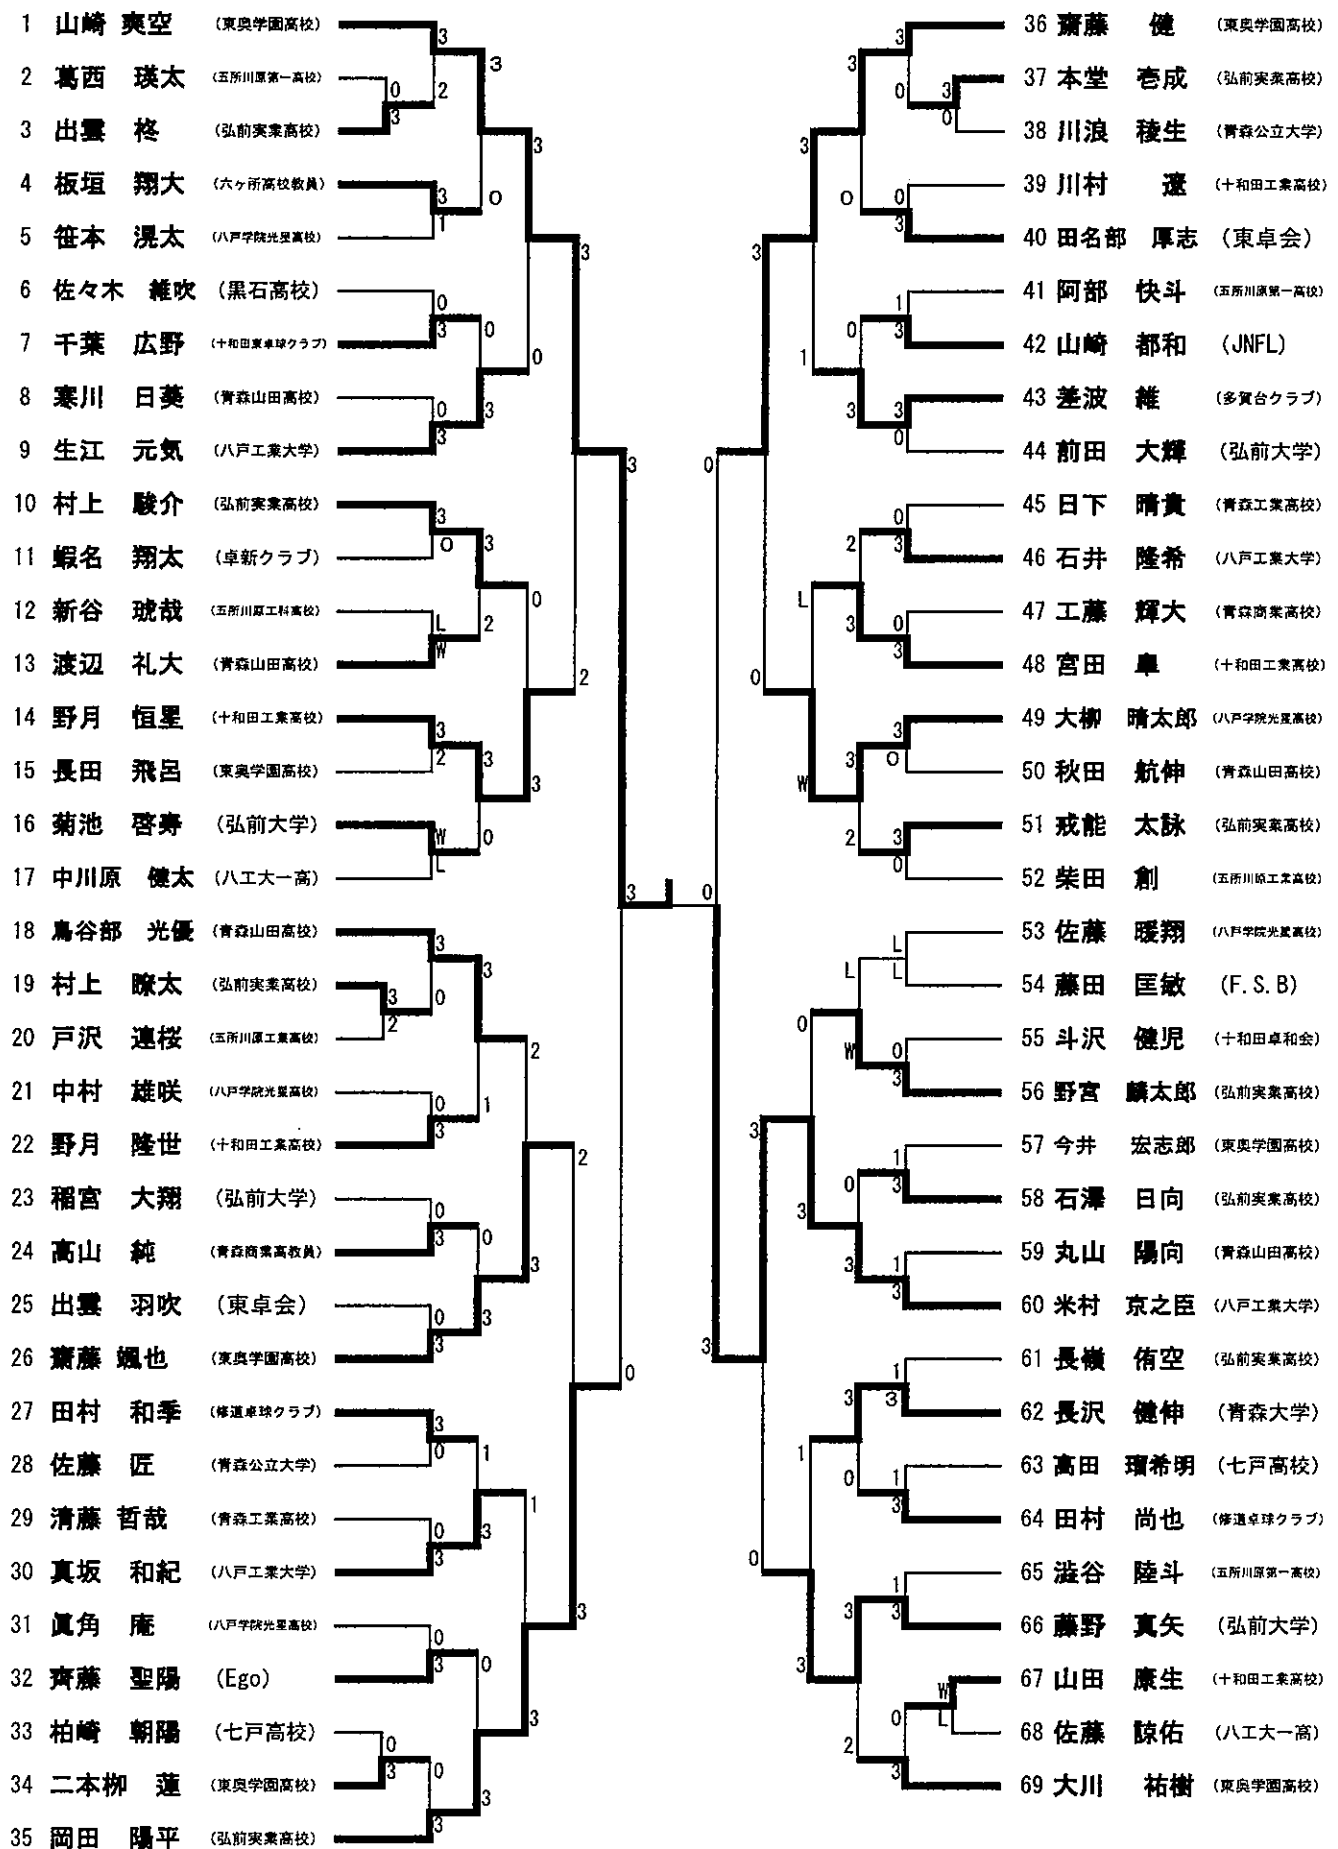 1 山崎 爽空 (東奥学園高校)
2 葛西 瑛太 (五所川原第一高校)
3 出雲 柊 (弘前実業高校)
4 板垣 翔大 (六ヶ所高校教員)
5 笹本 滉太 (八戸学院光星高校)
6 佐々木 維吹 (黒石高校)
7 千葉 広野 (十和田東卓球クラブ)
8 寒川 日葵 (青森山田高校)
9 生江 元気 (八戸工業大学)
10 村上 駿介 (弘前実業高校)
11 蝦名 翔太 (卓新クラブ)
12 新谷 琥哉 (五所川原工科高校)
13 渡辺 礼大 (青森山田高校)
14 野月 恒星 (十和田工業高校)
15 長田 飛呂 (東奥学園高校)
16 菊池 啓寿 (弘前大学)
17 中川原 健太 (八工大一高)
18 鳥谷部 光優 (青森山田高校)
19 村上 瞭太 (弘前実業高校)
20 戸沢 連桜 (五所川原工業高校)
21 中村 雄咲 (八戸学院光星高校)
22 野月 隆世 (十和田工業高校)
23 稲宮 大翔 (弘前大学)
24 高山 純 (青森商業高教員)
25 出雲 羽吹 (東卓会)
26 齋藤 颯也 (東奥学園高校)
27 田村 和季 (修道卓球クラブ)
28 佐藤 匠 (青森公立大学)
29 清藤 哲哉 (青森工業高校)
30 真坂 和紀 (八戸工業大学)
31 眞角 庵 (八戸学院光星高校)
32 齊藤 聖陽 (Ego)
33 柏崎 朝陽 (七戸高校)
34 二本栁 蓮 (東奥学園高校)
35 岡田 陽平 (弘前実業高校)
36 齋藤 健 (東奥学園高校)
37 本堂 壱成 (弘前実業高校)
38 川浪 稜生 (青森公立大学)
39 川村 遼 (十和田工業高校)
40 田名部 厚志 (東卓会)
41 阿部 快斗 (五所川原第一高校)
42 山崎 都和 (JNFL)
43 差波 維 (多賀台クラブ)
44 前田 大輝 (弘前大学)
45 日下 晴貴 (青森工業高校)
46 石井 隆希 (八戸工業大学)
47 工藤 輝大 (青森商業高校)
48 宮田 皐 (十和田工業高校)
49 大柳 晴太郎 (八戸学院光星高校)
50 秋田 航伸 (青森山田高校)
51 戎能 太詠 (弘前実業高校)
52 柴田 創 (五所川原工業高校)
53 佐藤 暖翔 (八戸学院光星高校)
54 藤田 匡敏 (F.S.B)
55 斗沢 健児 (十和田卓和会)
56 野宮 麟太郎 (弘前実業高校)
57 今井 宏志郎 (東奥学園高校)
58 石澤 日向 (弘前実業高校)
59 丸山 陽向 (青森山田高校)
60 米村 京之臣 (八戸工業大学)
61 長嶺 侑空 (弘前実業高校)
62 長沢 健伸 (青森大学)
63 高田 瑠希明 (七戸高校)
64 田村 尚也 (修道卓球クラブ)
65 澁谷 陸斗 (五所川原第一高校)
66 藤野 真矢 (弘前大学)
67 山田 康生 (十和田工業高校)
68 佐藤 諒佑 (八工大一高)
69 大川 祐樹 (東奥学園高校)